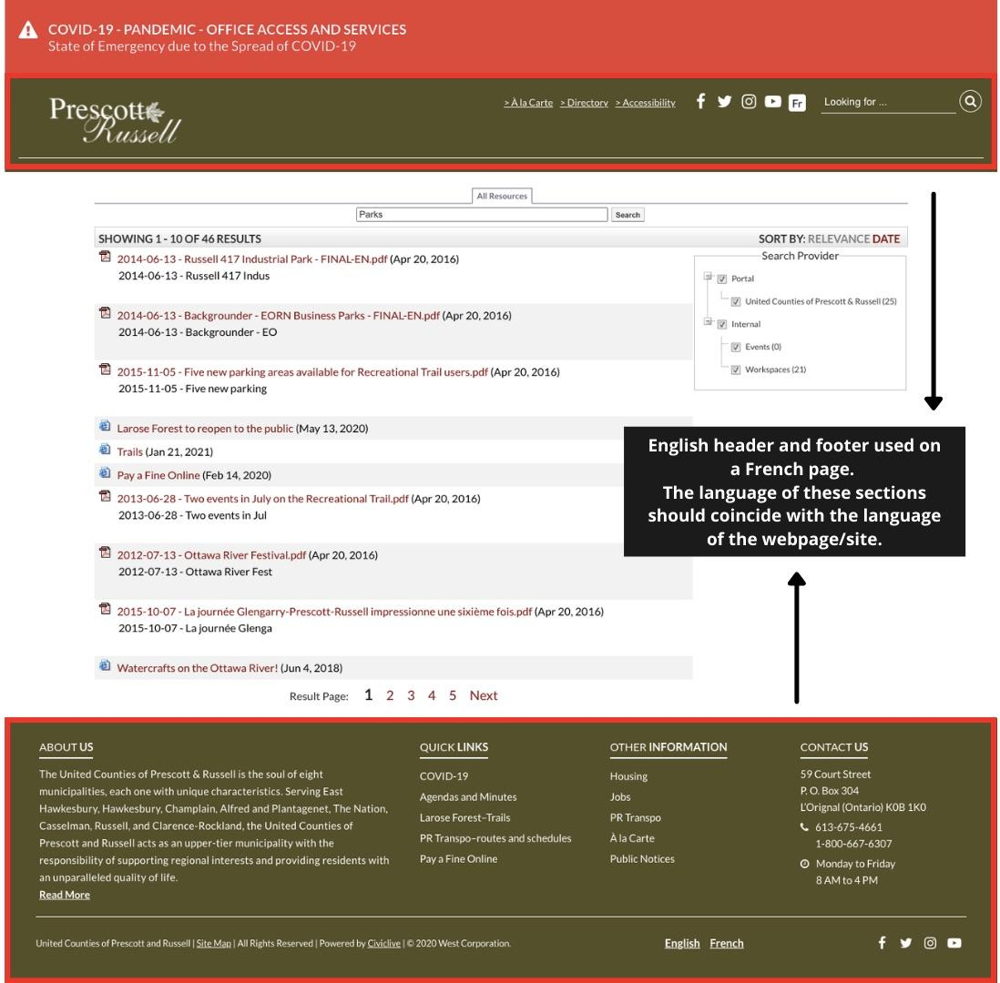 COVID-19 - PANDEMIC - OFFICE ACCESS AND SERVICES
State of Emergency due to the Spread of COVID-19
Prescott
Russell
> À la Carte > Directory > Accessibility
Fr
Looking for ...
All Resources
Parks
Search
SHOWING 1 - 10 OF 46 RESULTS
SORT BY: RELEVANCE DATE
2014-06-13 - Russell 417 Industrial Park - FINAL-EN.pdf (Apr 20, 2016)
2014-06-13 - Russell 417 Indus
2014-06-13 - Backgrounder - EORN Business Parks - FINAL-EN.pdf (Apr 20, 2016)
2014-06-13 - Backgrounder - EO
2015-11-05 - Five new parking areas available for Recreational Trail users.pdf (Apr 20, 2016)
2015-11-05 - Five new parking
Larose Forest to reopen to the public (May 13, 2020)
Trails (Jan 21, 2021)
Pay a Fine Online (Feb 14, 2020)
2013-06-28 - Two events in July on the Recreational Trail.pdf (Apr 20, 2016)
2013-06-28 - Two events in Jul
2012-07-13 - Ottawa River Festival.pdf (Apr 20, 2016)
2012-07-13 - Ottawa River Fest
2015-10-07 - La journée Glengarry-Prescott-Russell impressionne une sixième fois.pdf (Apr 20, 2016)
2015-10-07 - La journée Glenga
Watercrafts on the Ottawa River! (Jun 4, 2018)
Result Page: 1 2 3 4 5 Next
Search Provider
Portal
United Counties of Prescott & Russell (25)
Internal
Events (0)
Workspaces (21)
English header and footer used on
a French page.
The language of these sections
should coincide with the language
of the webpage/site.
ABOUT US
The United Counties of Prescott & Russell is the soul of eight
municipalities, each one with unique characteristics. Serving East
Hawkesbury, Hawkesbury, Champlain, Alfred and Plantagenet, The Nation,
Casselman, Russell, and Clarence-Rockland, the United Counties of
Prescott and Russell acts as an upper-tier municipality with the
responsibility of supporting regional interests and providing residents with
an unparalleled quality of life.
Read More
QUICK LINKS
COVID-19
Agendas and Minutes
Larose Forest–Trails
PR Transpo–routes and schedules
Pay a Fine Online
OTHER INFORMATION
Housing
Jobs
PR Transpo
À la Carte
Public Notices
CONTACT US
59 Court Street
P. O. Box 304
L'Orignal (Ontario) K0B 1K0
613-675-4661
1-800-667-6307
Monday to Friday
8 AM to 4 PM
United Counties of Prescott and Russell | Site Map | All Rights Reserved | Powered by Civiclive | © 2020 West Corporation.
English French